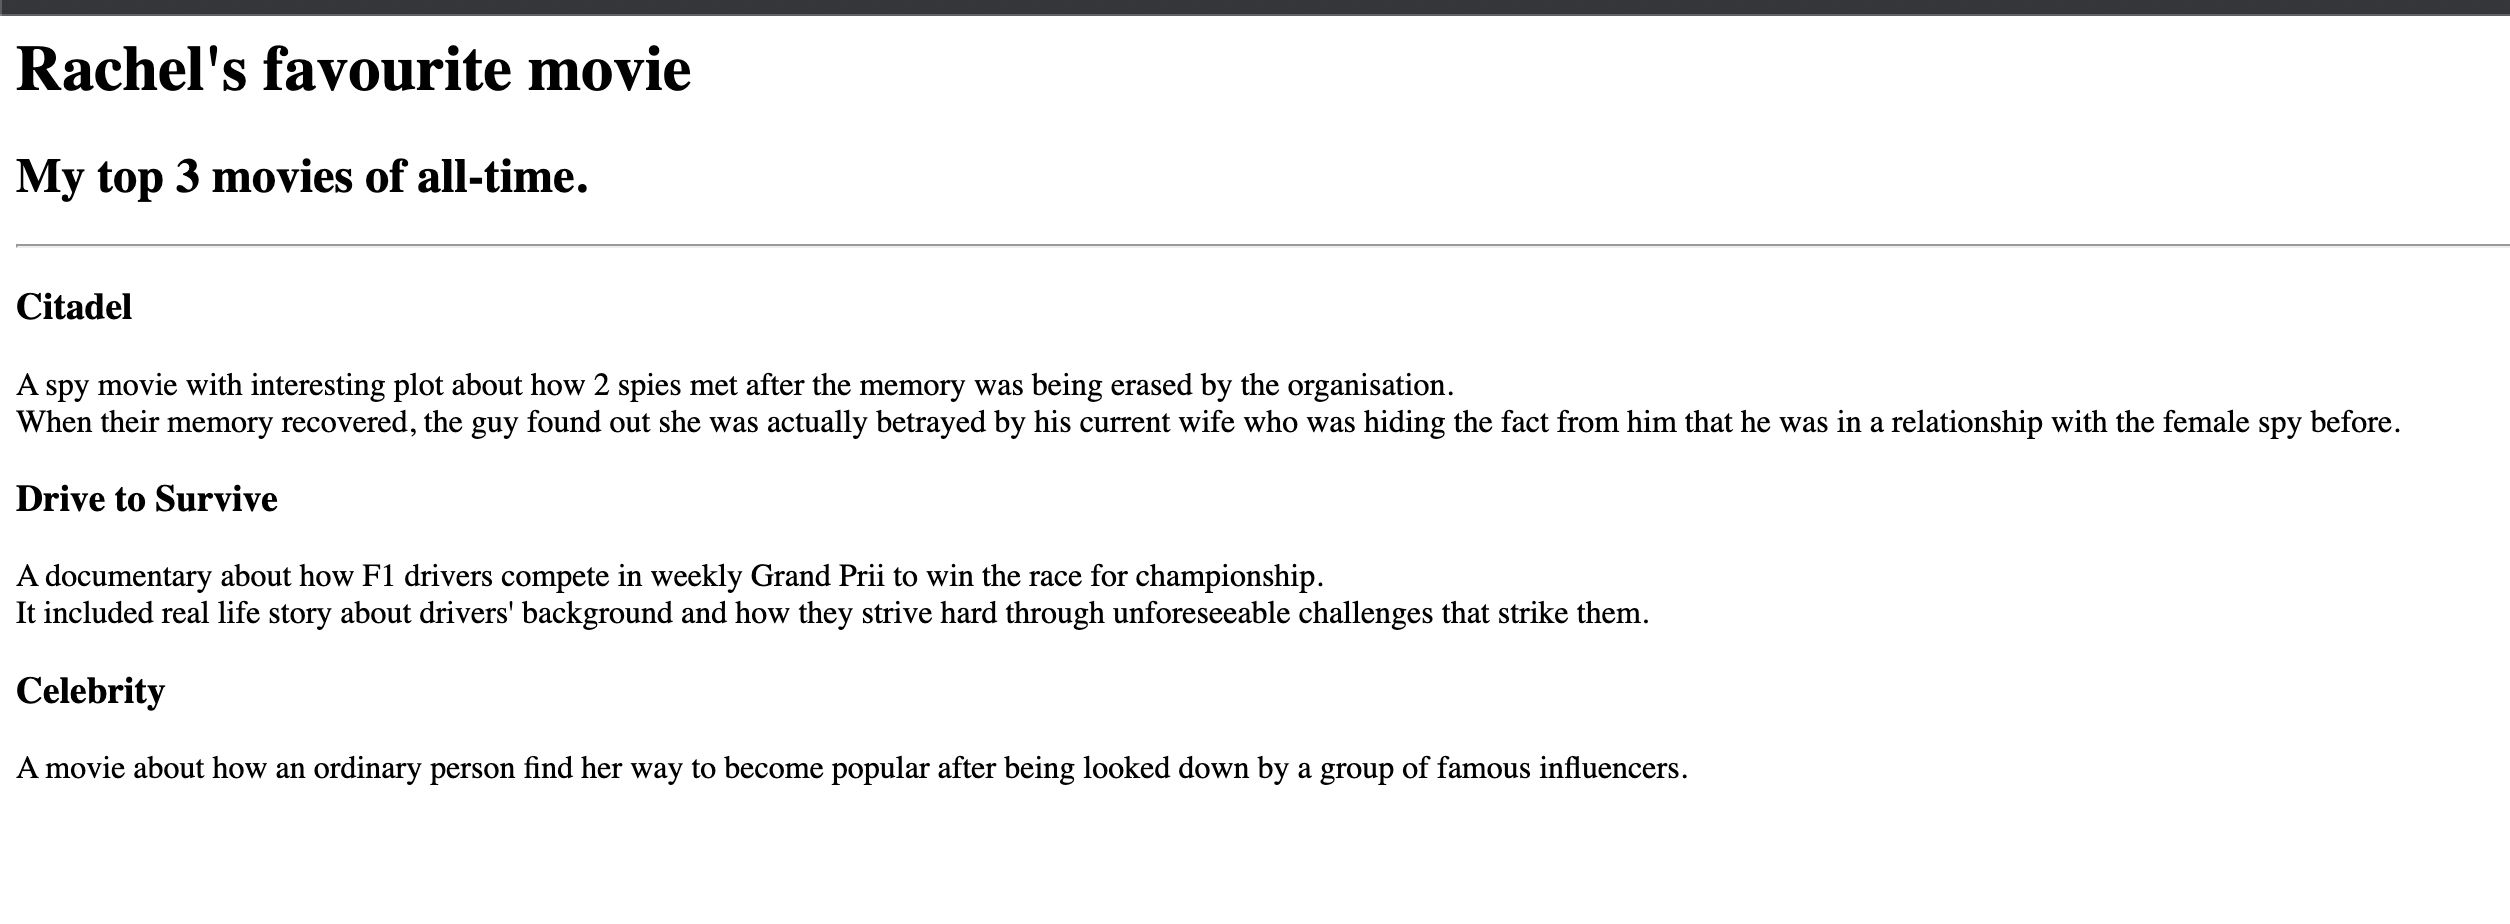 Rachel's favourite movie
My top 3 movies of all-time.
Citadel
A spy movie with interesting plot about how 2 spies met after the memory was being erased by the organisation.
When their memory recovered, the guy found out she was actually betrayed by his current wife who was hiding the fact from him that he was in a relationship with the female spy before.
Drive to Survive
A documentary about how F1 drivers compete in weekly Grand Prii to win the race for championship.
It included real life story about drivers' background and how they strive hard through unforeseeable challenges that strike them.
Celebrity
A movie about how an ordinary person find her way to become popular after being looked down by a group of famous influencers.